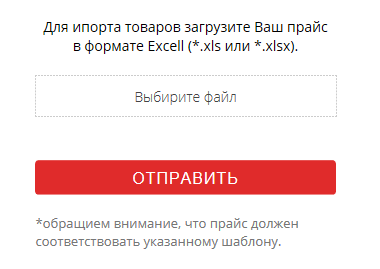 Для ипорта товаров загрузите Ваш прайс
в формате Excell (*.xls или *.xlsx).
Выбирите файл
ОТПРАВИТЬ
*обращием внимание, что прайс должен
соответствовать указанному шаблону.